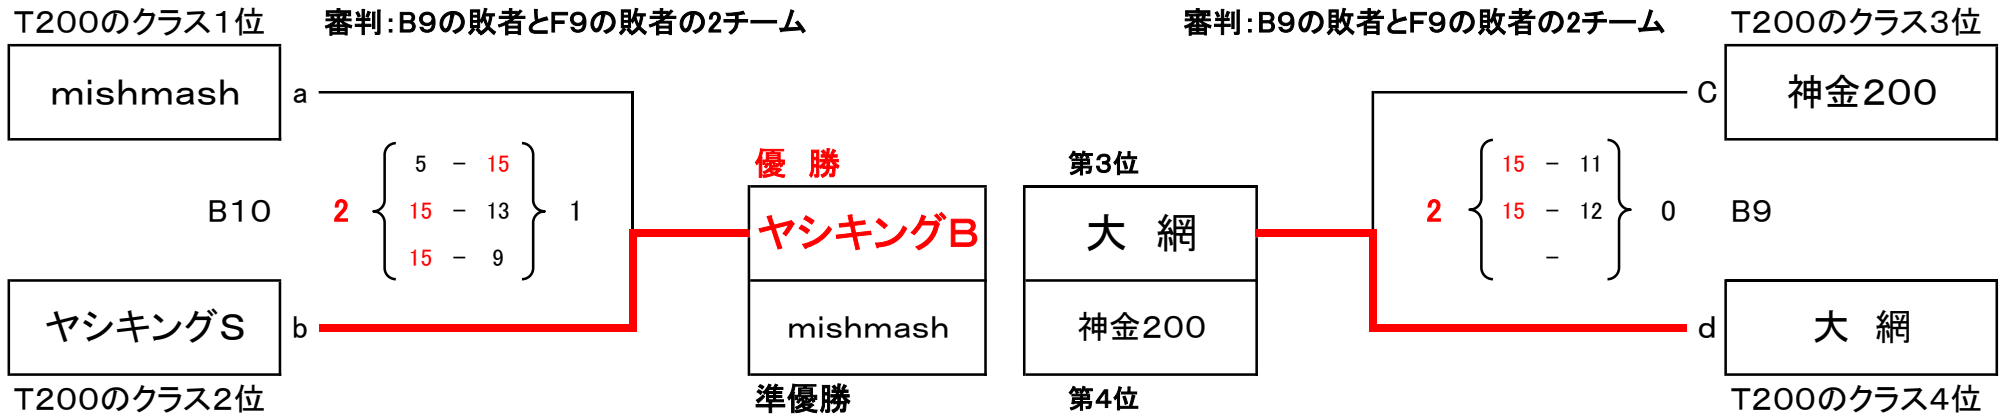 T200のクラス1位
審判:B9の敗者とF9の敗者の2チーム
mishmash
a
5 - 15
B10
2
15 - 13
1
15 - 9
ヤシキングS
b
T200のクラス2位
優 勝
ヤシキングB
mishmash
準優勝
審判:B9の敗者とF9の敗者の2チーム
T200のクラス3位
第3位
大 網
神金200
第4位
C
神金200
15 - 11
2
15 - 12
0
B9
-
d
大 網
T200のクラス4位